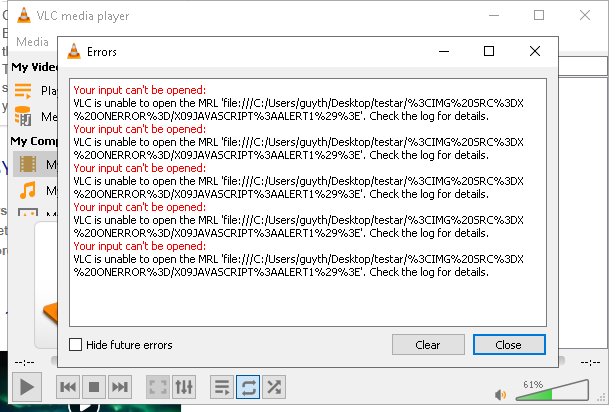 VLC media player
Media
Errors
My Vide
Play
Me
My Comp
My
My
Your input can't be opened:
VLC is unable to open the MRL 'file:///C:/Users/guyth/Desktop/testar/%3CIMG%20SRC%3DX
%20ONERROR%3D/X09JAVASCRIPT%3AALERT1%29%3E'. Check the log for details.
Your input can't be opened:
VLC is unable to open the MRL 'file:///C:/Users/guyth/Desktop/testar/%3CIMG%20SRC%3DX
%20ONERROR%3D/X09JAVASCRIPT%3AALERT1%29%3E'. Check the log for details.
Your input can't be opened:
VLC is unable to open the MRL 'file:///C:/Users/guyth/Desktop/testar/%3CIMG%20SRC%3DX
%20ONERROR%3D/X09JAVASCRIPT%3AALERT1%29%3E'. Check the log for details.
Your input can't be opened:
VLC is unable to open the MRL 'file:///C:/Users/guyth/Desktop/testar/%3CIMG%20SRC%3DX
%20ONERROR%3D/X09JAVASCRIPT%3AALERT1%29%3E'. Check the log for details.
Your input can't be opened:
VLC is unable to open the MRL 'file:///C:/Users/guyth/Desktop/testar/%3CIMG%20SRC%3DX
%20ONERROR%3D/X09JAVASCRIPT%3AALERT1%29%3E'. Check the log for details.
Hide future errors
Clear
Close
--:--
--:--
61%